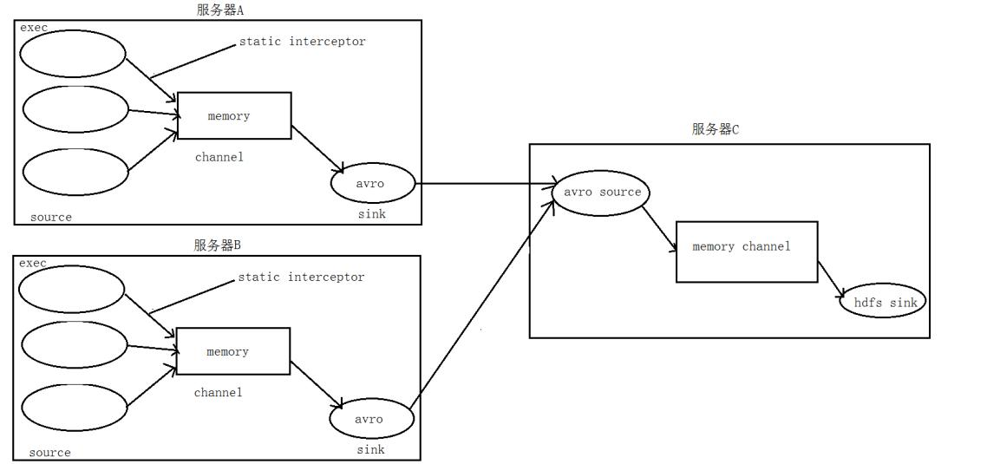 服务器A
exec
static interceptor
memory
channel
avro
sink
source
服务器B
exec
static interceptor
memory
channel
avro
sink
source
服务器C
avro source
memory channel
hdfs sink